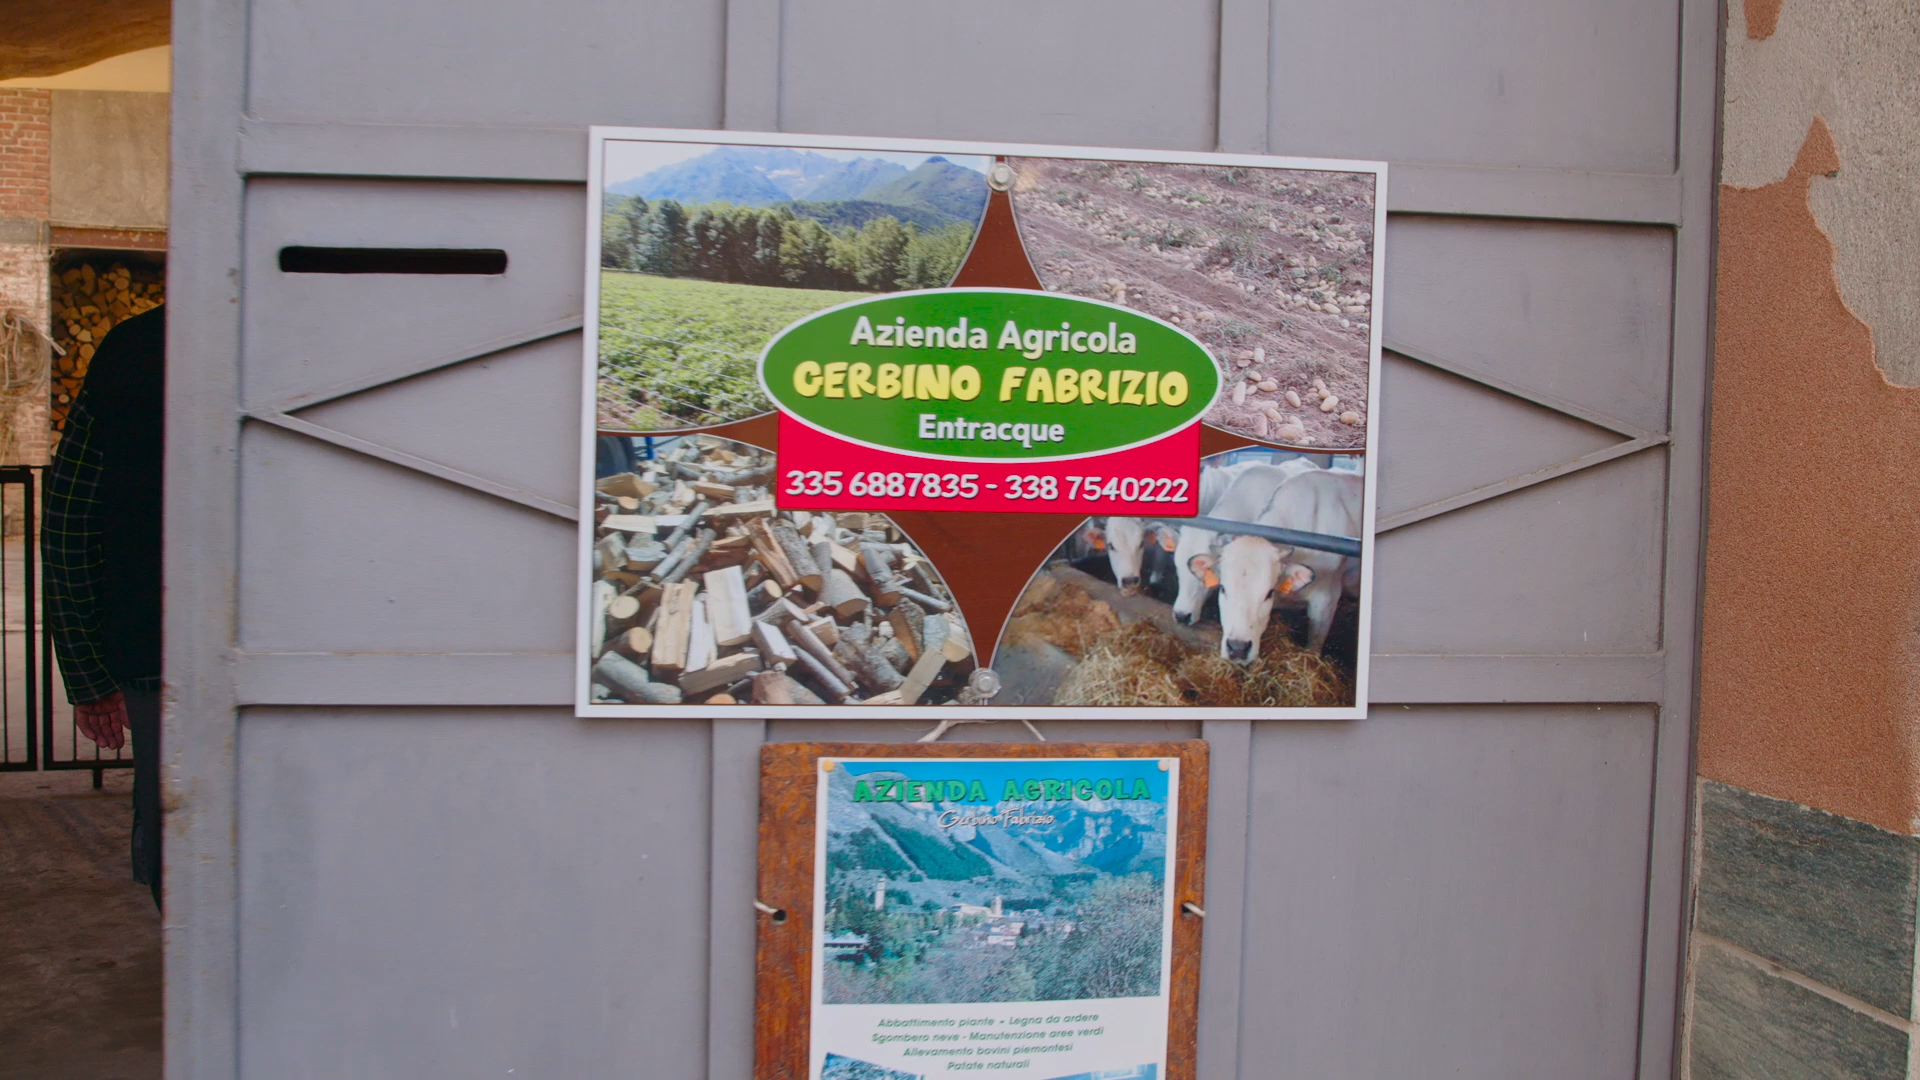 Azienda Agricola
GERBINO FABRIZIO
Entracque
335 6887835 - 338 7540222
AZIENDA AGRICOLA
Gerbino Fabrizio
Abbattimento piante - Legna da ardere
Sgombero neve - Manutenzione aree verdi
Allevamento bovini piemontesi
Patate naturali